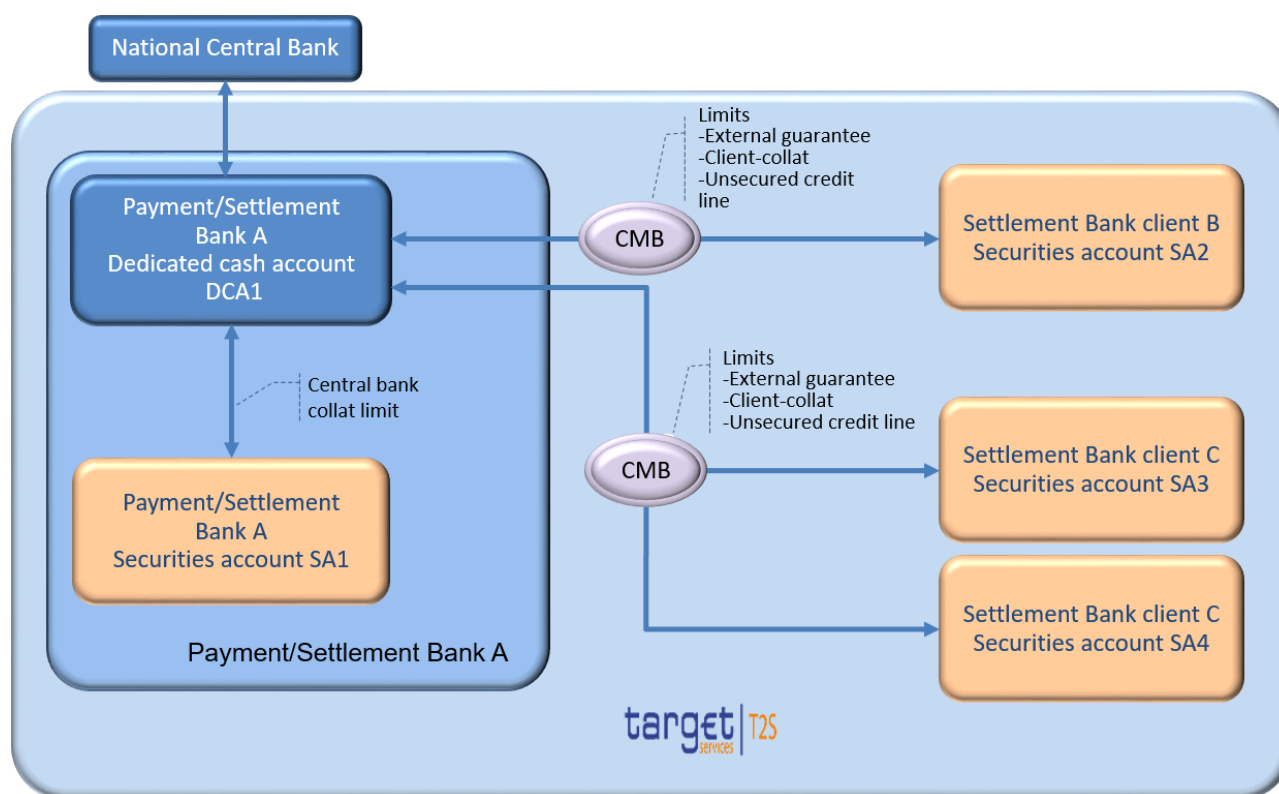 National Central Bank
Limits
-External guarantee
-Client-collat
-Unsecured credit
line
Payment/Settlement
Bank A
Dedicated cash account
DCA1
CMB
Settlement Bank client B
Securities account SA2
Central bank
collat limit
Limits
-External guarantee
-Client-collat
-Unsecured credit line
CMB
Settlement Bank client C
Securities account SA3
Payment/Settlement
Bank A
Securities account SA1
Settlement Bank client C
Securities account SA4
Payment/Settlement Bank A
target
services
T2S